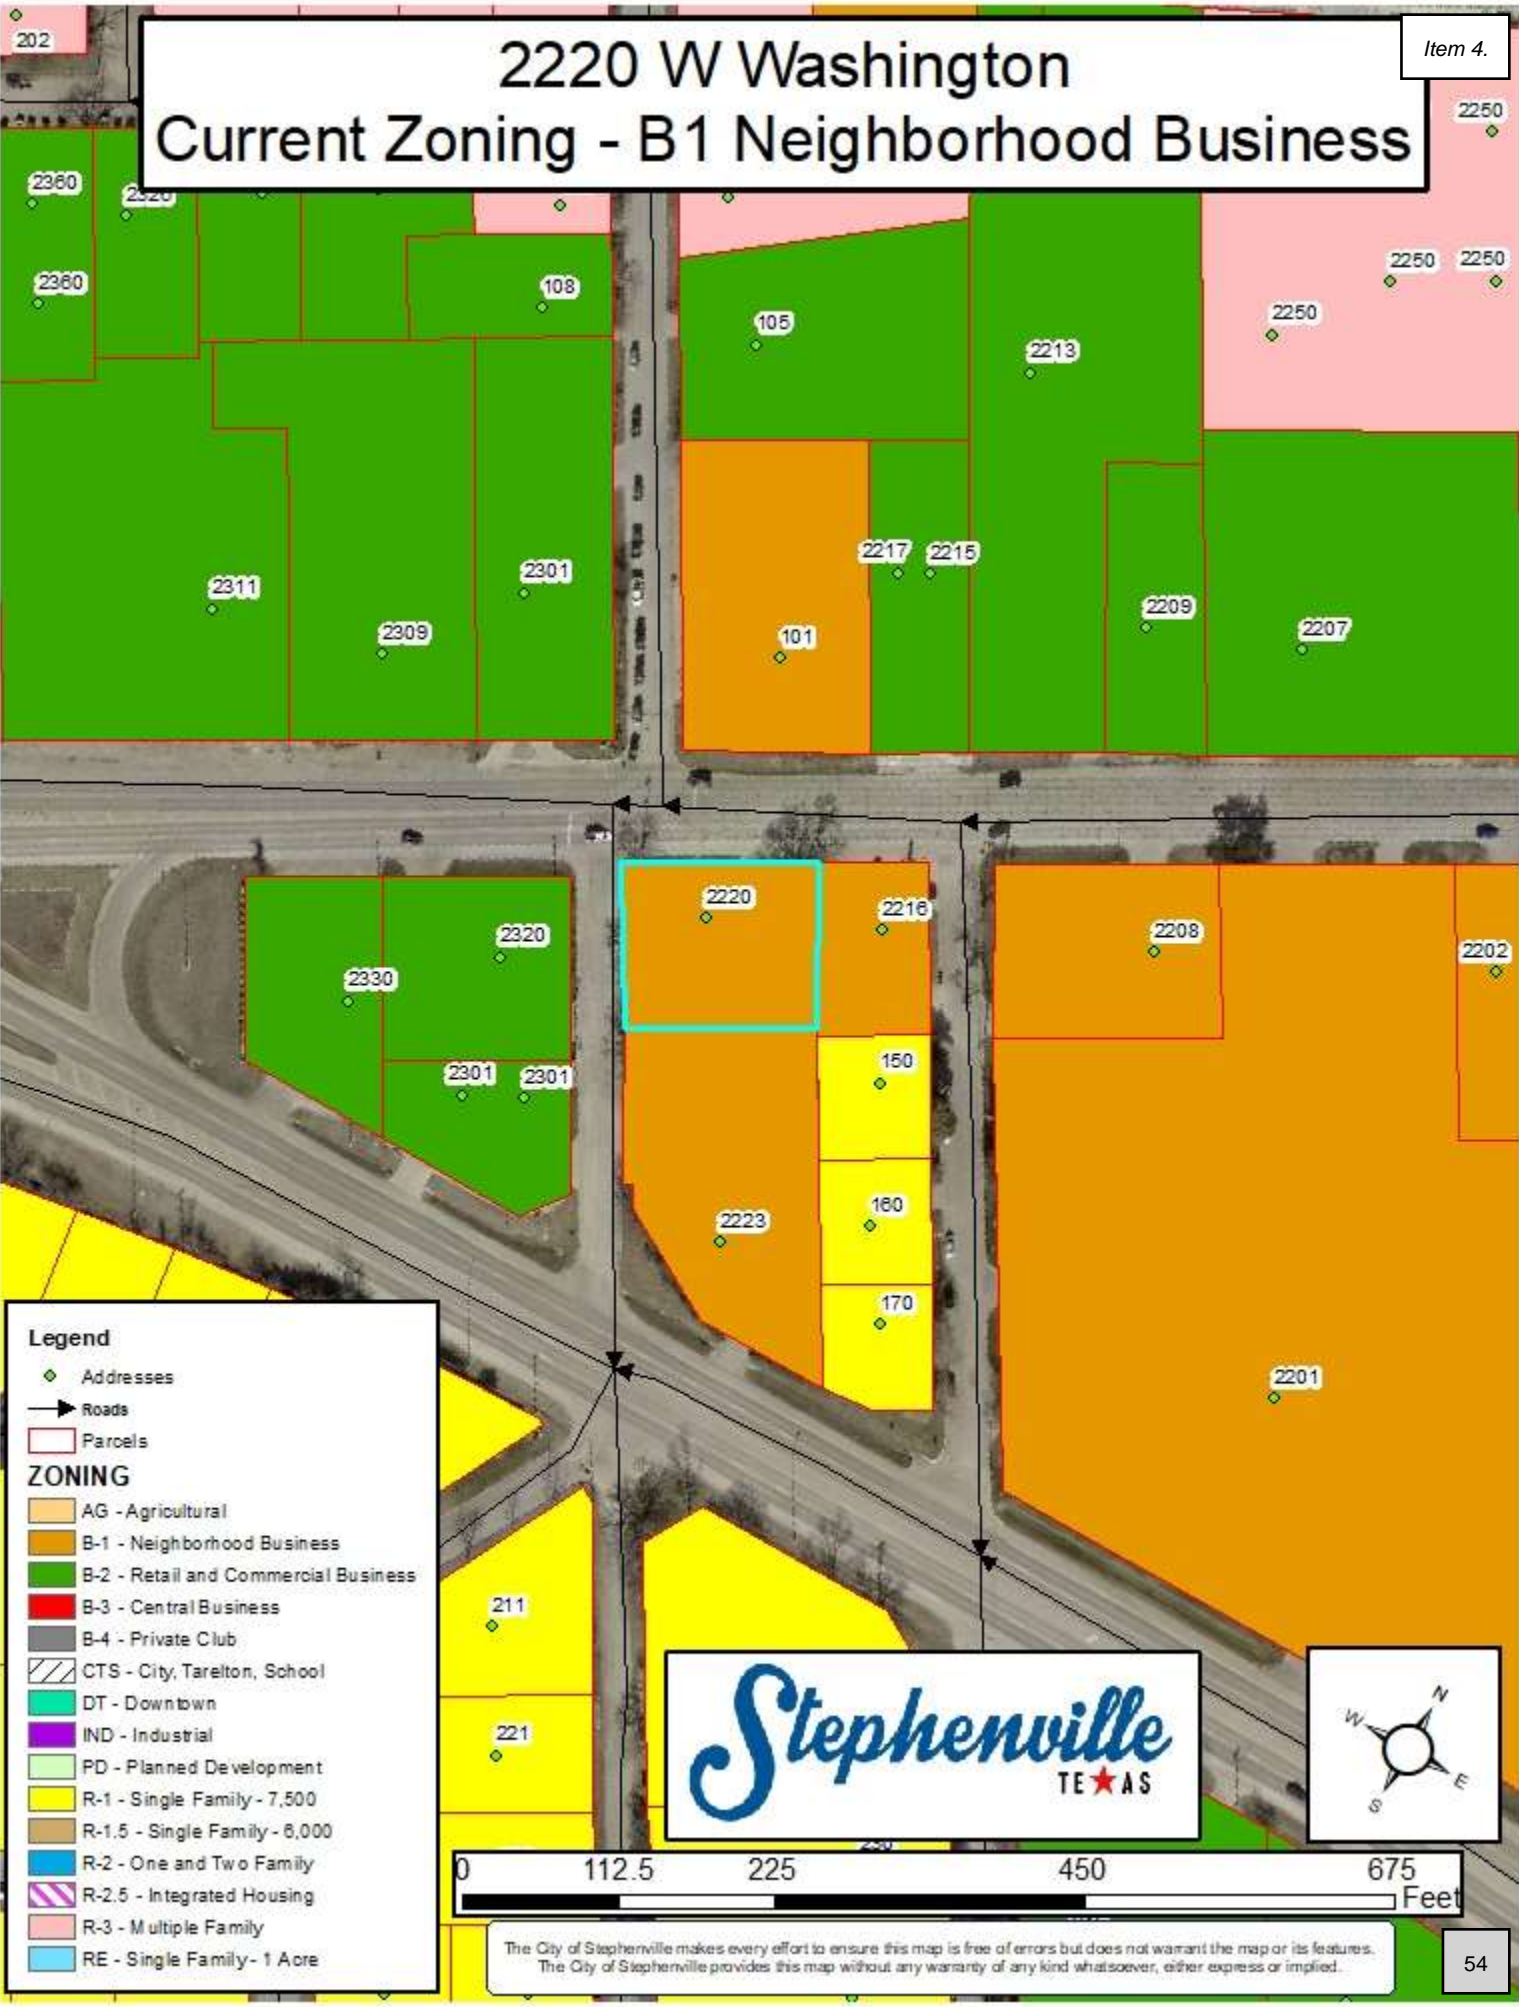 Item 4.
2220 W Washington
Current Zoning - B1 Neighborhood Business
202
2250
2360
2320
2360
108
2250
2250
2250
105
2213
2217
2215
2311
2301
2309
2209
2207
101
2220
2216
2208
2202
2320
2330
2301
2301
150
160
2223
170
2201
211
221
230
Legend
Addresses
Roads
Parcels
ZONING
AG - Agricultural
B-1 - Neighborhood Business
B-2 - Retail and Commercial Business
B-3 - Central Business
B-4 - Private Club
CTS - City, Tarelton, School
DT - Downtown
IND - Industrial
PD - Planned Development
R-1 - Single Family - 7,500
R-1.5 - Single Family - 6,000
R-2 - One and Two Family
R-2.5 - Integrated Housing
R-3 - Multiple Family
RE - Single Family - 1 Acre
Stephenville
TEXAS
N
W
E
S
0 112.5 225 450 675
Feet
The City of Stephenville makes every effort to ensure this map is free of errors but does not warrant the map or its features.
The City of Stephenville provides this map without any warranty of any kind whatsoever, either express or implied.
54